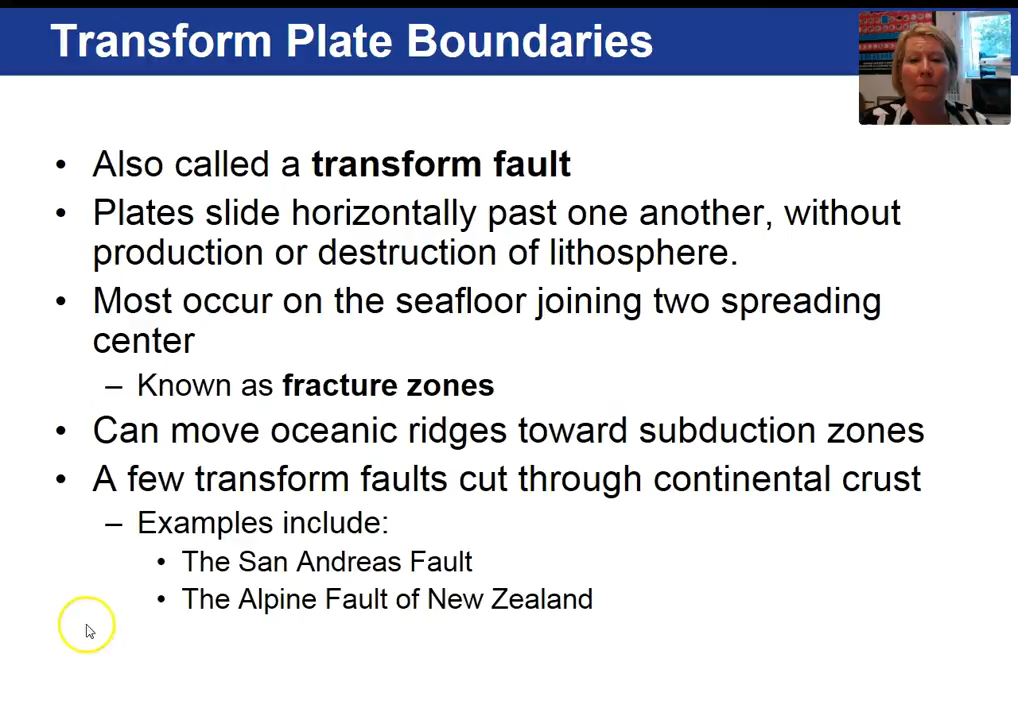 Transform Plate Boundaries
• Also called a transform fault
• Plates slide horizontally past one another, without
production or destruction of lithosphere.
• Most occur on the seafloor joining two spreading
center
– Known as fracture zones
• Can move oceanic ridges toward subduction zones
• A few transform faults cut through continental crust
– Examples include:
• The San Andreas Fault
• The Alpine Fault of New Zealand